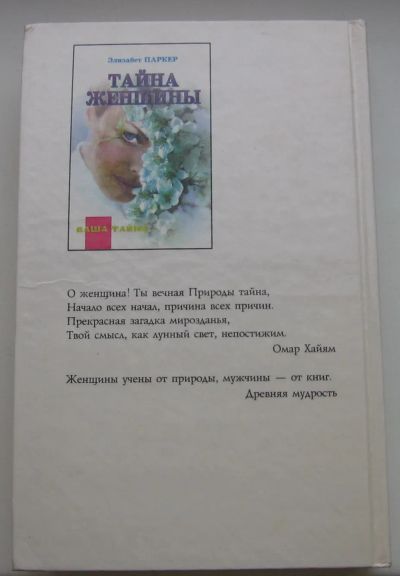 Элизабет ПАРКЕР
ТАЙНА
ЖЕНЩИНЫ
ВАША ТАЙНА
О женщина! Ты вечная Природы тайна,
Начало всех начал, причина всех причин.
Прекрасная загадка мирозданья,
Твой смысл, как лунный свет, непостижим.
Омар Хайям
Женщины учены от природы, мужчины — от книг.
Древняя мудрость